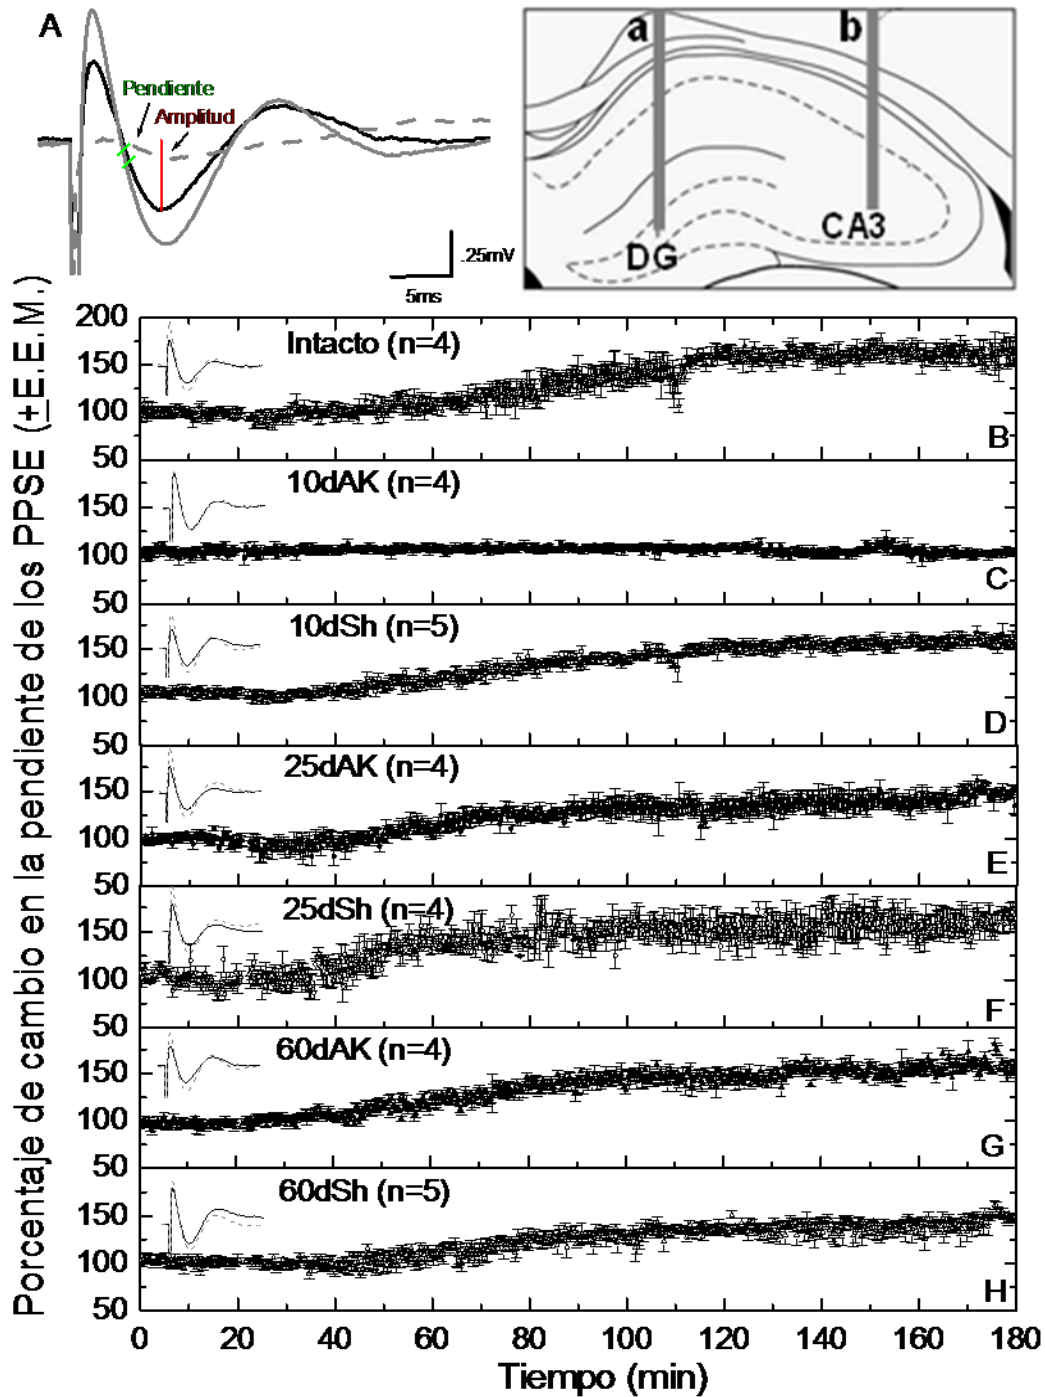 A
Pendiente
Amplitud
.25mV
5ms
a
b
DG
CA3
Porcentaje de cambio en la pendiente de los PPSE (±E.E.M.)
200
150
100
50
Intacto (n=4)
B
150
100
50
10dAK (n=4)
C
150
100
50
10dSh (n=5)
D
150
100
50
25dAK (n=4)
E
150
100
50
25dSh (n=4)
F
150
100
50
60dAK (n=4)
G
150
100
50
60dSh (n=5)
H
0 20 40 60 80 100 120 140 160 180
Tiempo (min)